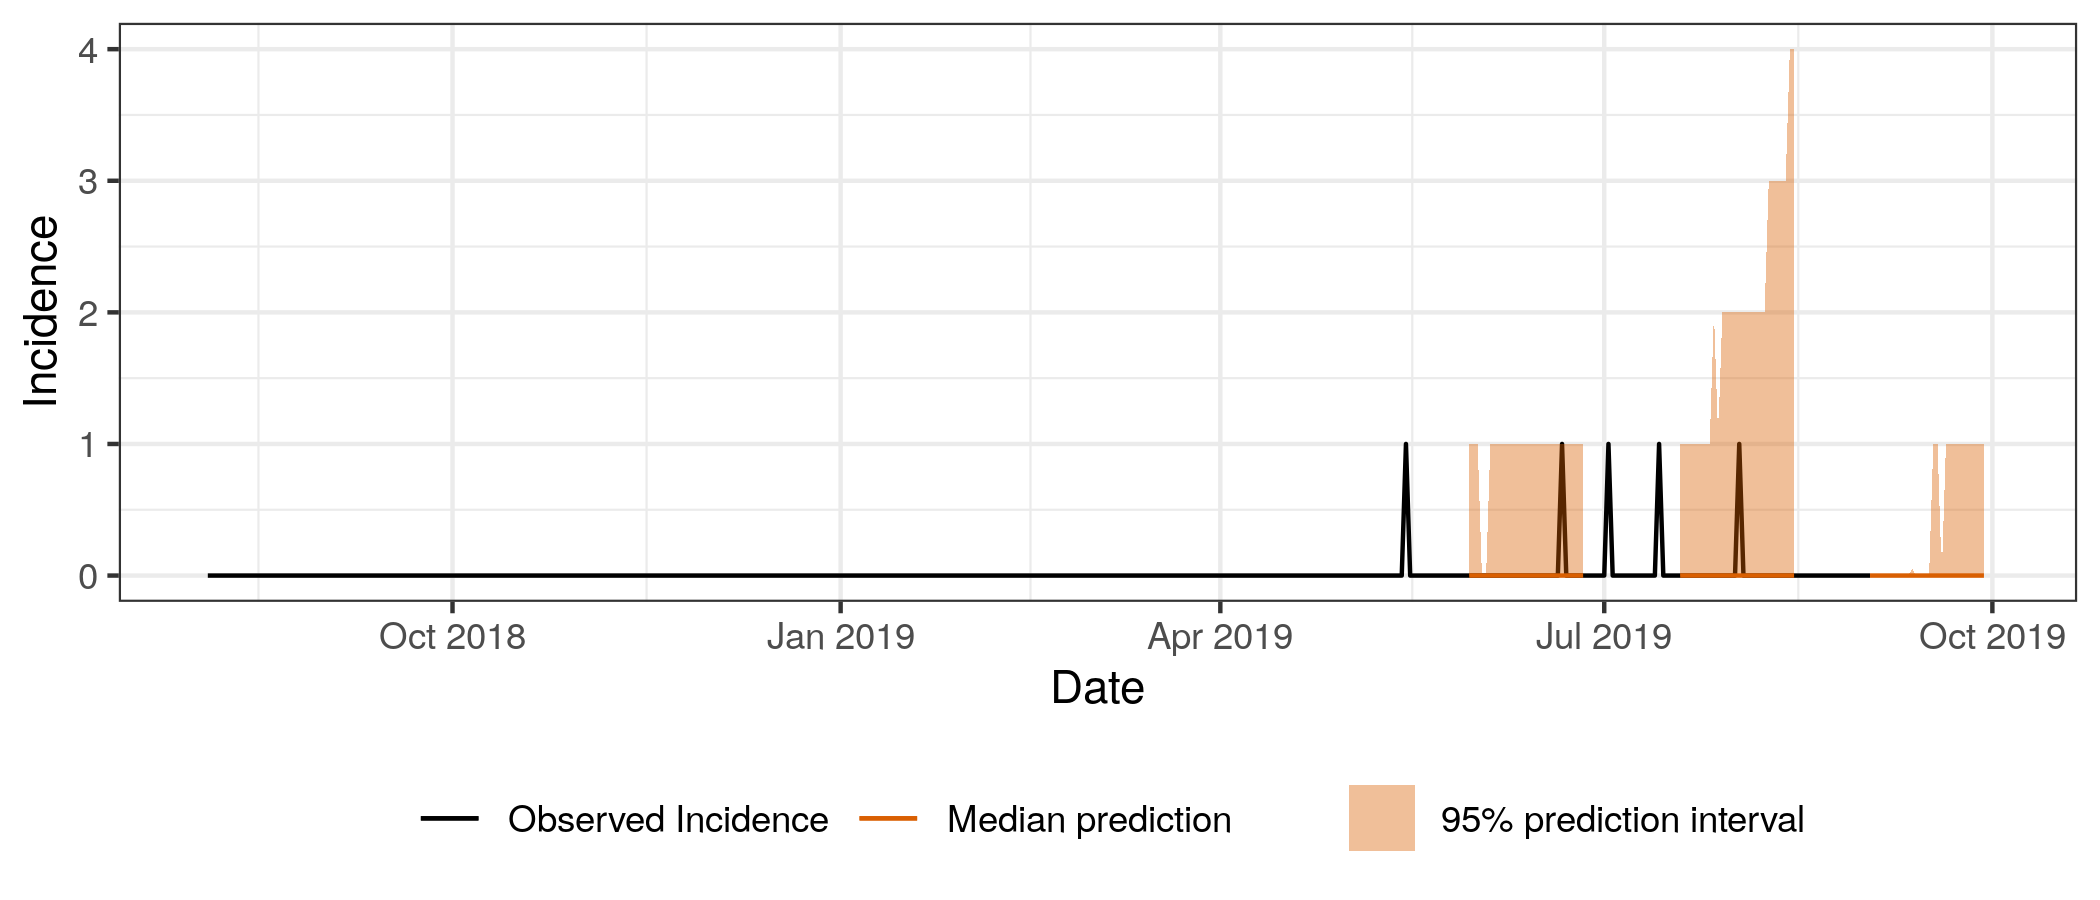 4
3
2
1
0
Incidence
Oct 2018 Jan 2019 Apr 2019 Jul 2019 Oct 2019
Date
Observed Incidence Median prediction 95% prediction interval